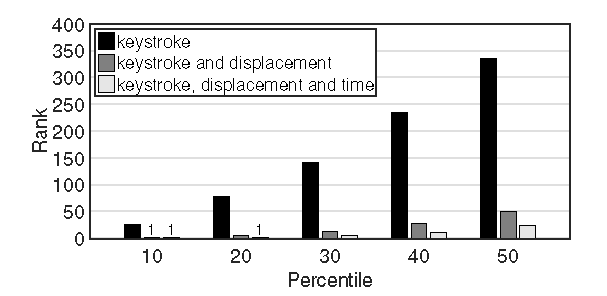 400
350
300
250
200
150
100
50
0
Rank
keystroke
keystroke and displacement
keystroke, displacement and time
1 1 1
10 20 30 40 50
Percentile